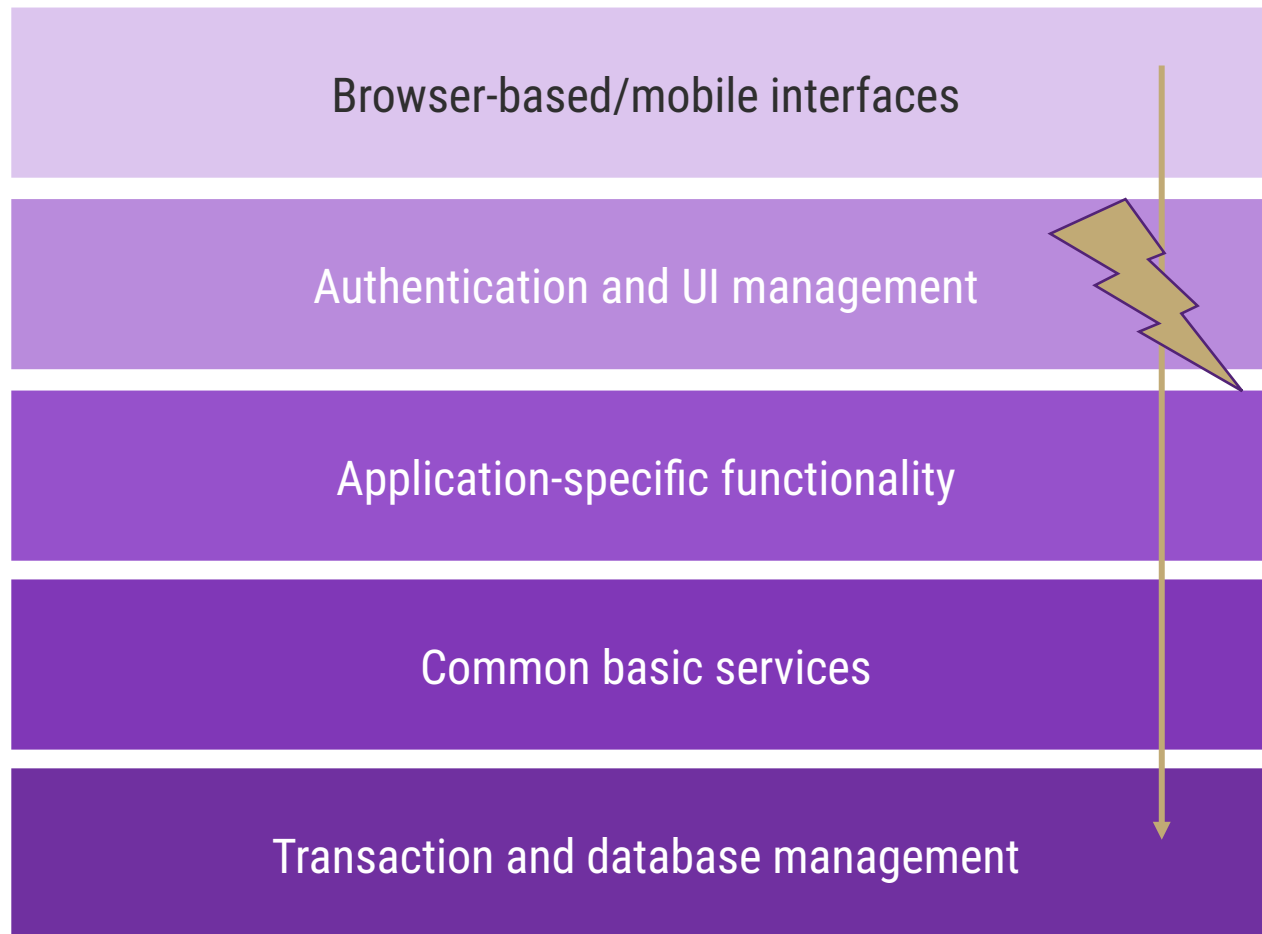 Browser-based/mobile interfaces
Authentication and UI management
Application-specific functionality
Common basic services
Transaction and database management